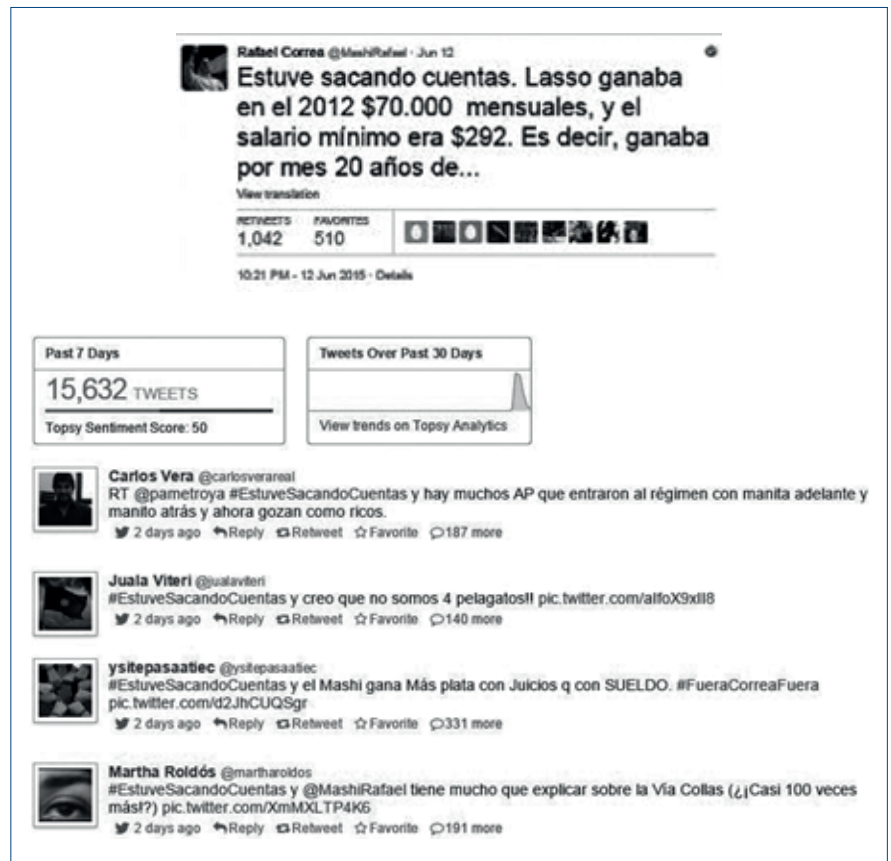 Rafael Correa @MashiRafael · Jun 12
Estuve sacando cuentas. Lasso ganaba
en el 2012 $70.000 mensuales, y el
salario mínimo era $292. Es decir, ganaba
por mes 20 años de...
View translation
RETWEETS FAVORITES
1,042 510
10:21 PM - 12 Jun 2015 · Details
Past 7 Days
15,632 TWEETS
Topsy Sentiment Score: 50
Tweets Over Past 30 Days
View trends on Topsy Analytics
Carlos Vera @carlosverareal
RT @pametroya #EstuveSacandoCuentas y hay muchos AP que entraron al régimen con manita adelante y
manito atrás y ahora gozan como ricos.
2 days ago Reply Retweet Favorite 187 more
Juala Viteri @jualaviteri
#EstuveSacandoCuentas y creo que no somos 4 pelagatos!! pic.twitter.com/alfoX9xII8
2 days ago Reply Retweet Favorite 140 more
ysitepasaatiec @ysitepasaatiec
#EstuveSacandoCuentas y el Mashi gana Más plata con Juicios q con SUELDO. #FueraCorreaFuera
pic.twitter.com/d2JhCUQSgr
2 days ago Reply Retweet Favorite 331 more
Martha Roldós @martharoldos
#EstuveSacandoCuentas y @MashiRafael tiene mucho que explicar sobre la Vía Collas (¿¡Casi 100 veces
más!?) pic.twitter.com/XmMXLTP4K6
2 days ago Reply Retweet Favorite 191 more